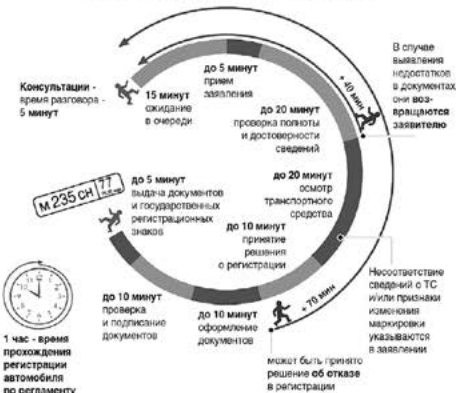 Консультации -
время разговора -
5 минут
15 минут
ожидание
в очереди
до 5 минут
прием
заявления
до 20 минут
проверка полноты
и достоверности
сведений
+ 40 мин
В случае
выявления
недостатков
в документах
они воз-
вращаются
заявителю
до 20 минут
осмотр
транспортного
средства
Несоответствие
сведений о ТС
и/или признаки
изменения
маркировки
указываются
в заявлении
до 10 минут
принятие
решения
о регистрации
+ 70 мин
может быть принято
решение об отказе
в регистрации
до 10 минут
оформление
документов
до 10 минут
проверка
и подписание
документов
до 5 минут
выдача документов
и государственных
регистрационных
знаков
м 235 сн 77
1 час - время
прохождения
регистрации
автомобиля
по регламенту